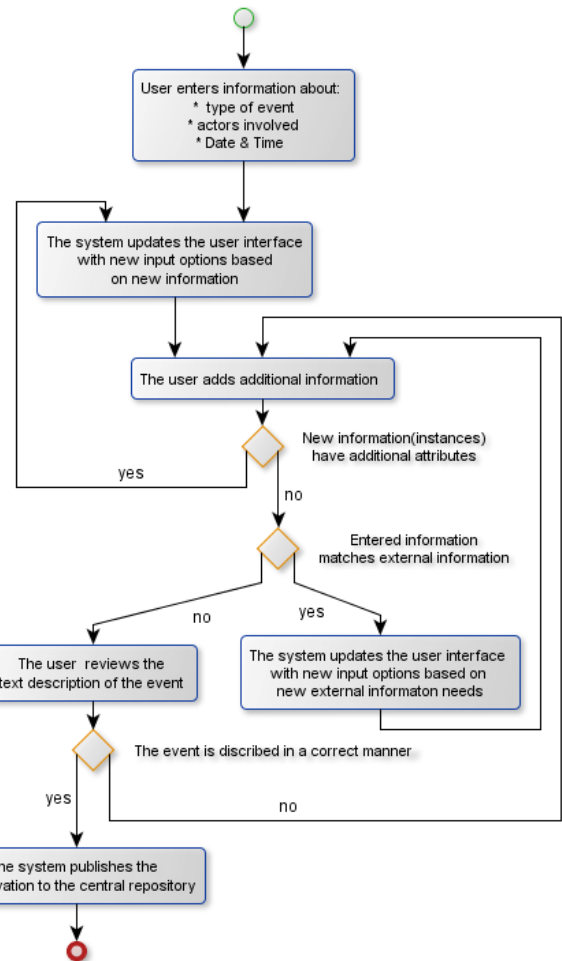 User enters information about:
* type of event
* actors involved
* Date & Time
The system updates the user interface
with new input options based
on new information
The user adds additional information
New information(instances)
have additional attributes
yes
no
Entered information
matches external information
no
yes
The user reviews the
text description of the event
The system updates the user interface
with new input options based on
new external informaton needs
The event is discribed in a correct manner
yes
no
system publishes the
to the central repository